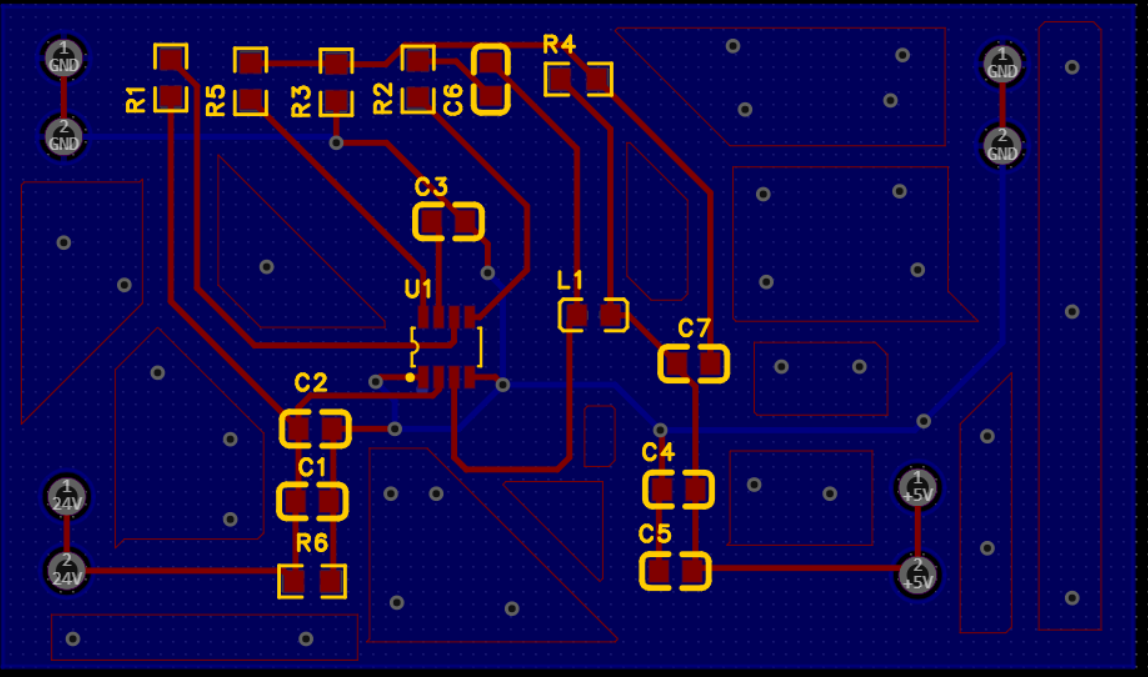 1
GND
2
GND
R1
R5
R3
R2
C6
R4
1
GND
2
GND
C3
U1
L1
C7
C2
C1
R6
C4
C5
1
24V
2
24V
1
+5V
2
+5V